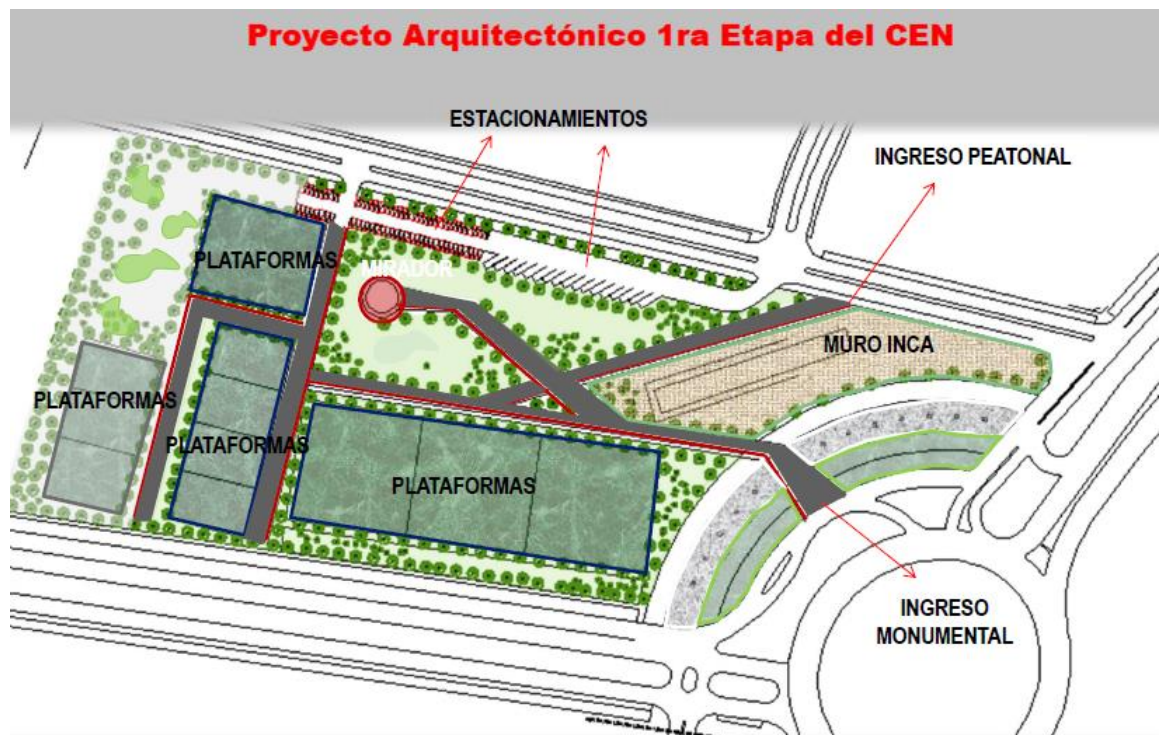 Proyecto Arquitectónico 1ra Etapa del CEN
ESTACIONAMIENTOS
INGRESO PEATONAL
PLATAFORMAS
MIRADOR
MURO INCA
PLATAFORMAS
PLATAFORMAS
PLATAFORMAS
INGRESO
MONUMENTAL